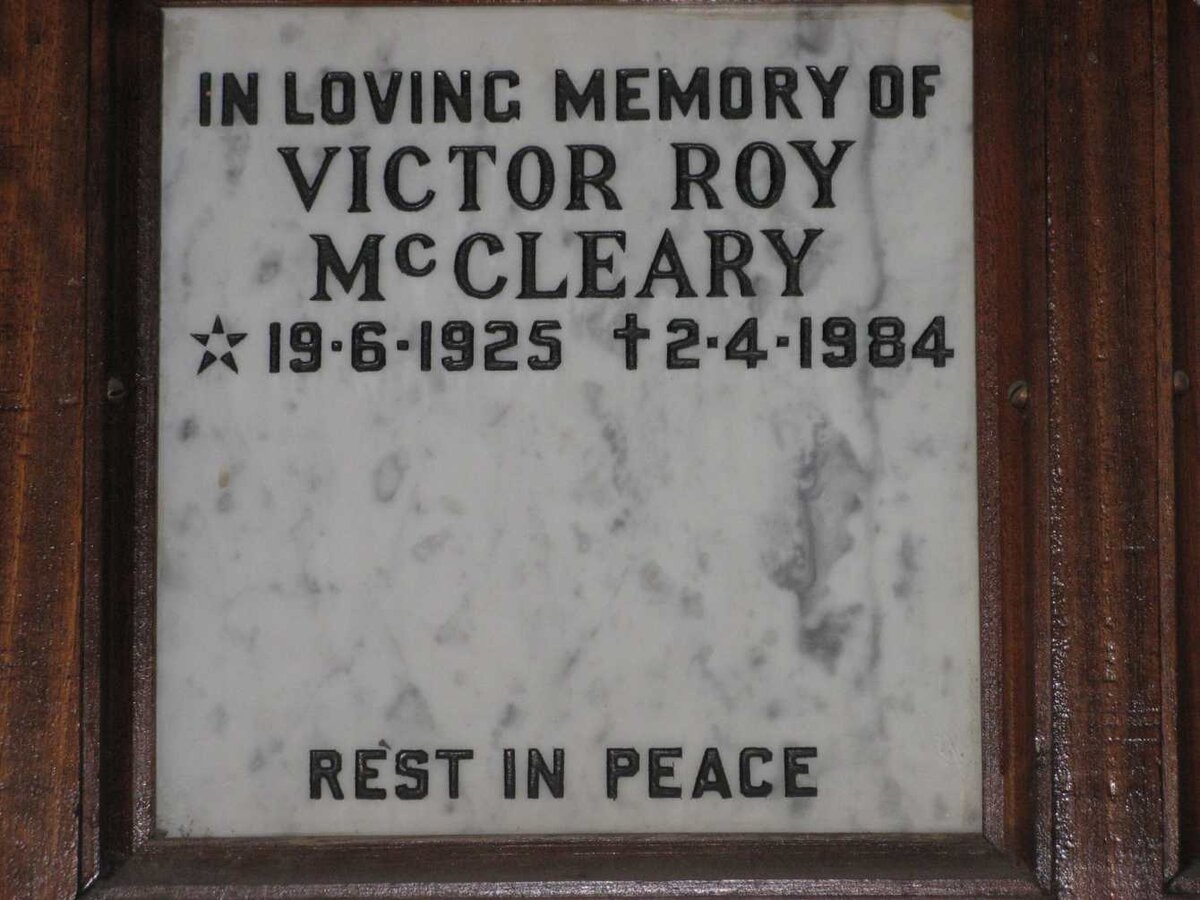 IN LOVING MEMORY OF
VICTOR ROY
McCLEARY
☆ 19·6·1925 ✝ 2·4·1984
REST IN PEACE